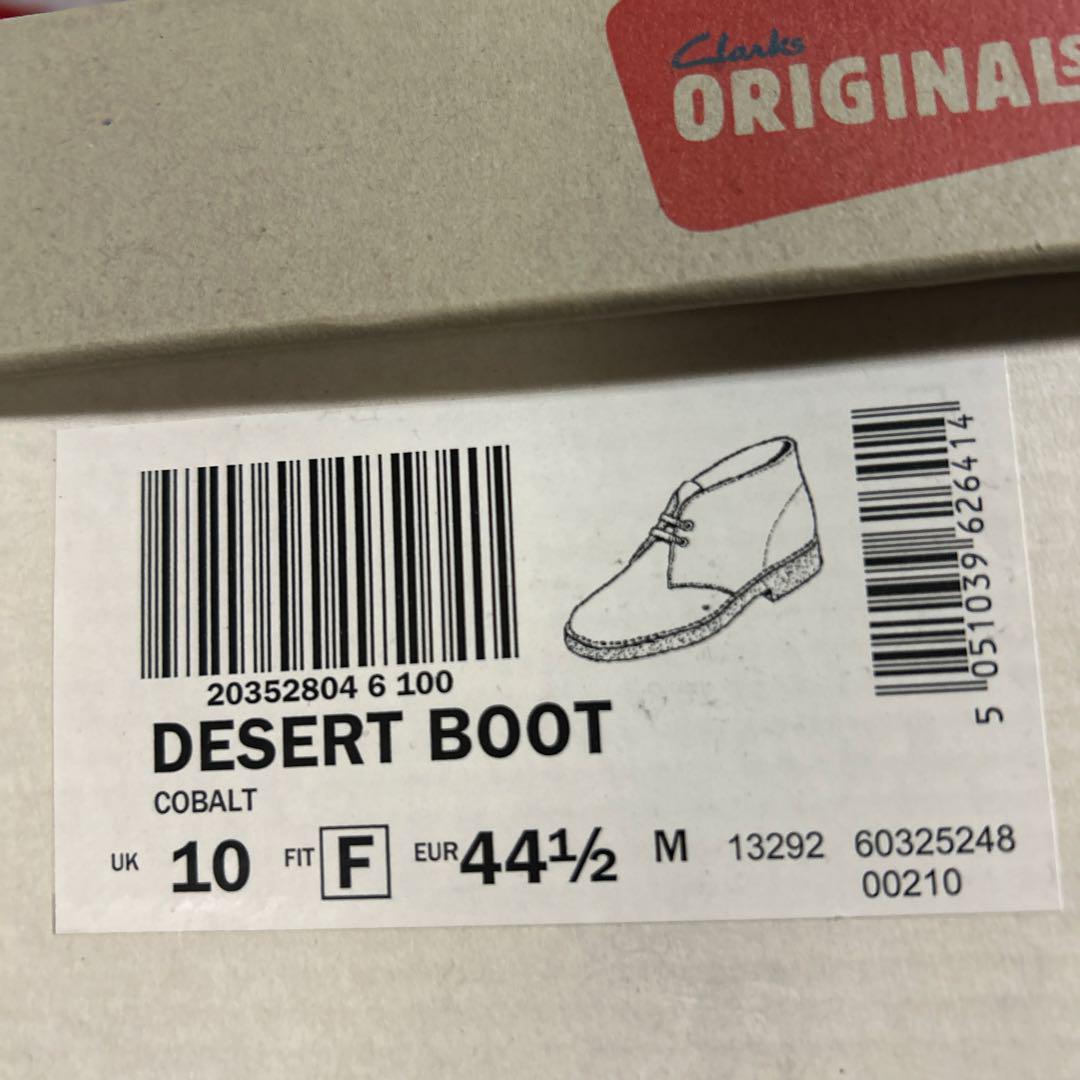 Clarks
ORIGINALS
20352804 6 100
5 051039 626414
DESERT BOOT
COBALT
UK 10 FIT F EUR 44½ M 13292 60325248
00210